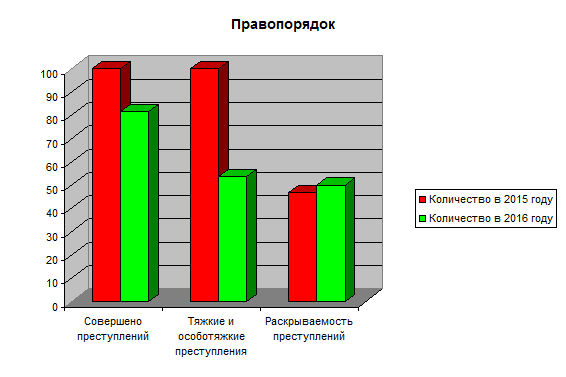 Правопорядок
100
90
80
70
60
50
40
30
20
10
0
Совершено
преступлений
Тяжкие и
особотяжкие
преступления
Раскрываемость
преступлений
Количество в 2015 году
Количество в 2016 году